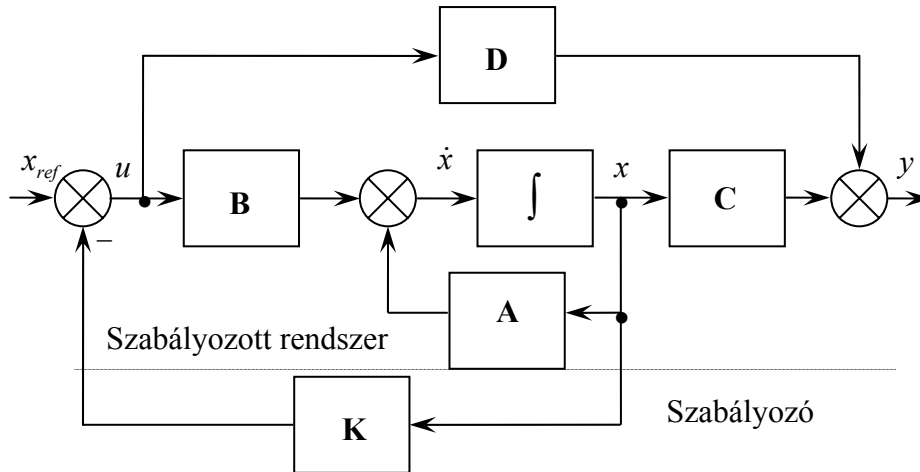 D
x_ref
u
B
ẋ
∫
x
C
y
–
A
Szabályozott rendszer
K
Szabályozó